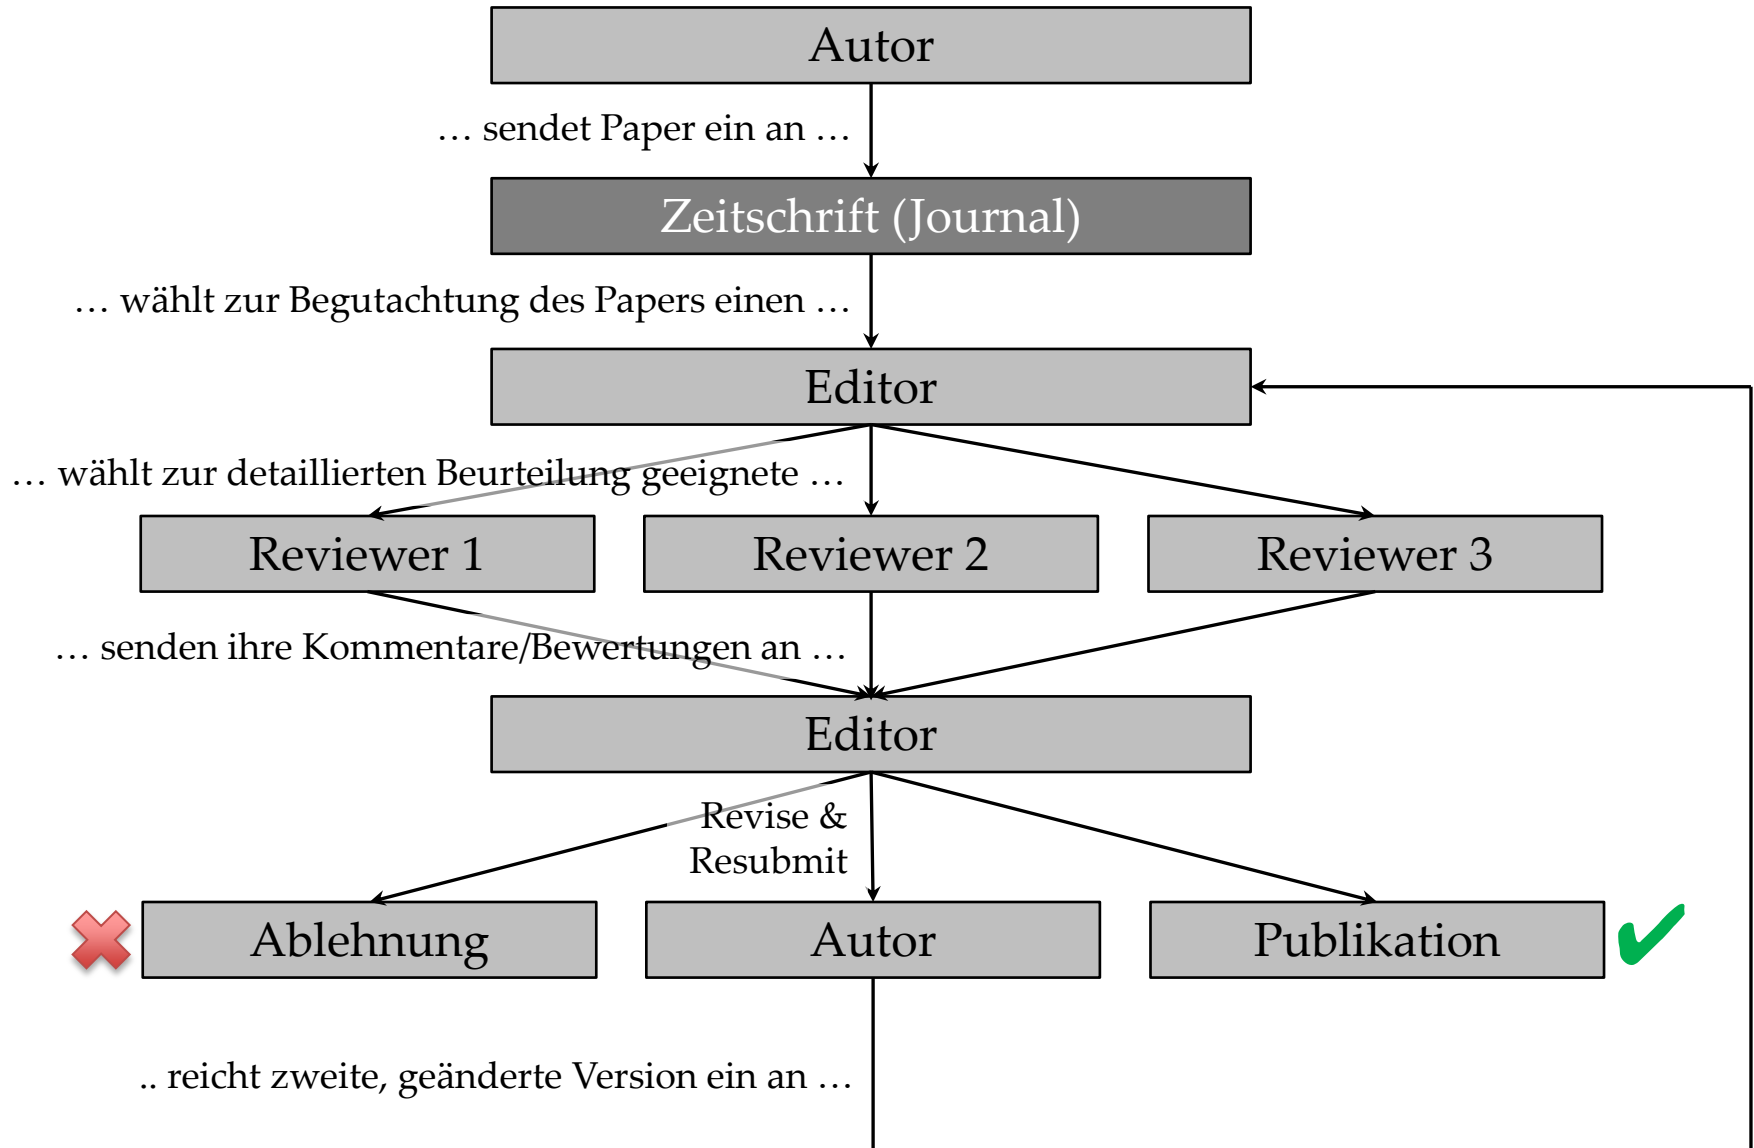 Autor
… sendet Paper ein an …
Zeitschrift (Journal)
… wählt zur Begutachtung des Papers einen …
Editor
… wählt zur detaillierten Beurteilung geeignete …
Reviewer 1
Reviewer 2
Reviewer 3
… senden ihre Kommentare/Bewertungen an …
Editor
Revise &
Resubmit
Ablehnung
Autor
Publikation
.. reicht zweite, geänderte Version ein an …